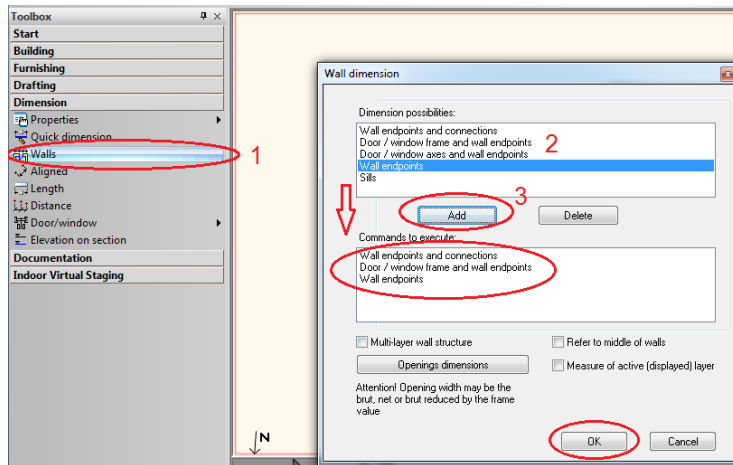 Toolbox
Start
Building
Furnishing
Drafting
Dimension
Properties
Quick dimension
Walls
1
Aligned
Length
Distance
Door/window
Elevation on section
Documentation
Indoor Virtual Staging
N
Wall dimension
Dimension possibilities:
Wall endpoints and connections
Door / window frame and wall endpoints
Door / window axes and wall endpoints
2
Wall endpoints
Sills
3
Add
Delete
Commands to execute:
Wall endpoints and connections
Door / window frame and wall endpoints
Wall endpoints
Multi-layer wall structure
Refer to middle of walls
Openings dimensions
Measure of active (displayed) layer
Attention! Opening width may be the
brut, net or brut reduced by the frame
value
OK
Cancel